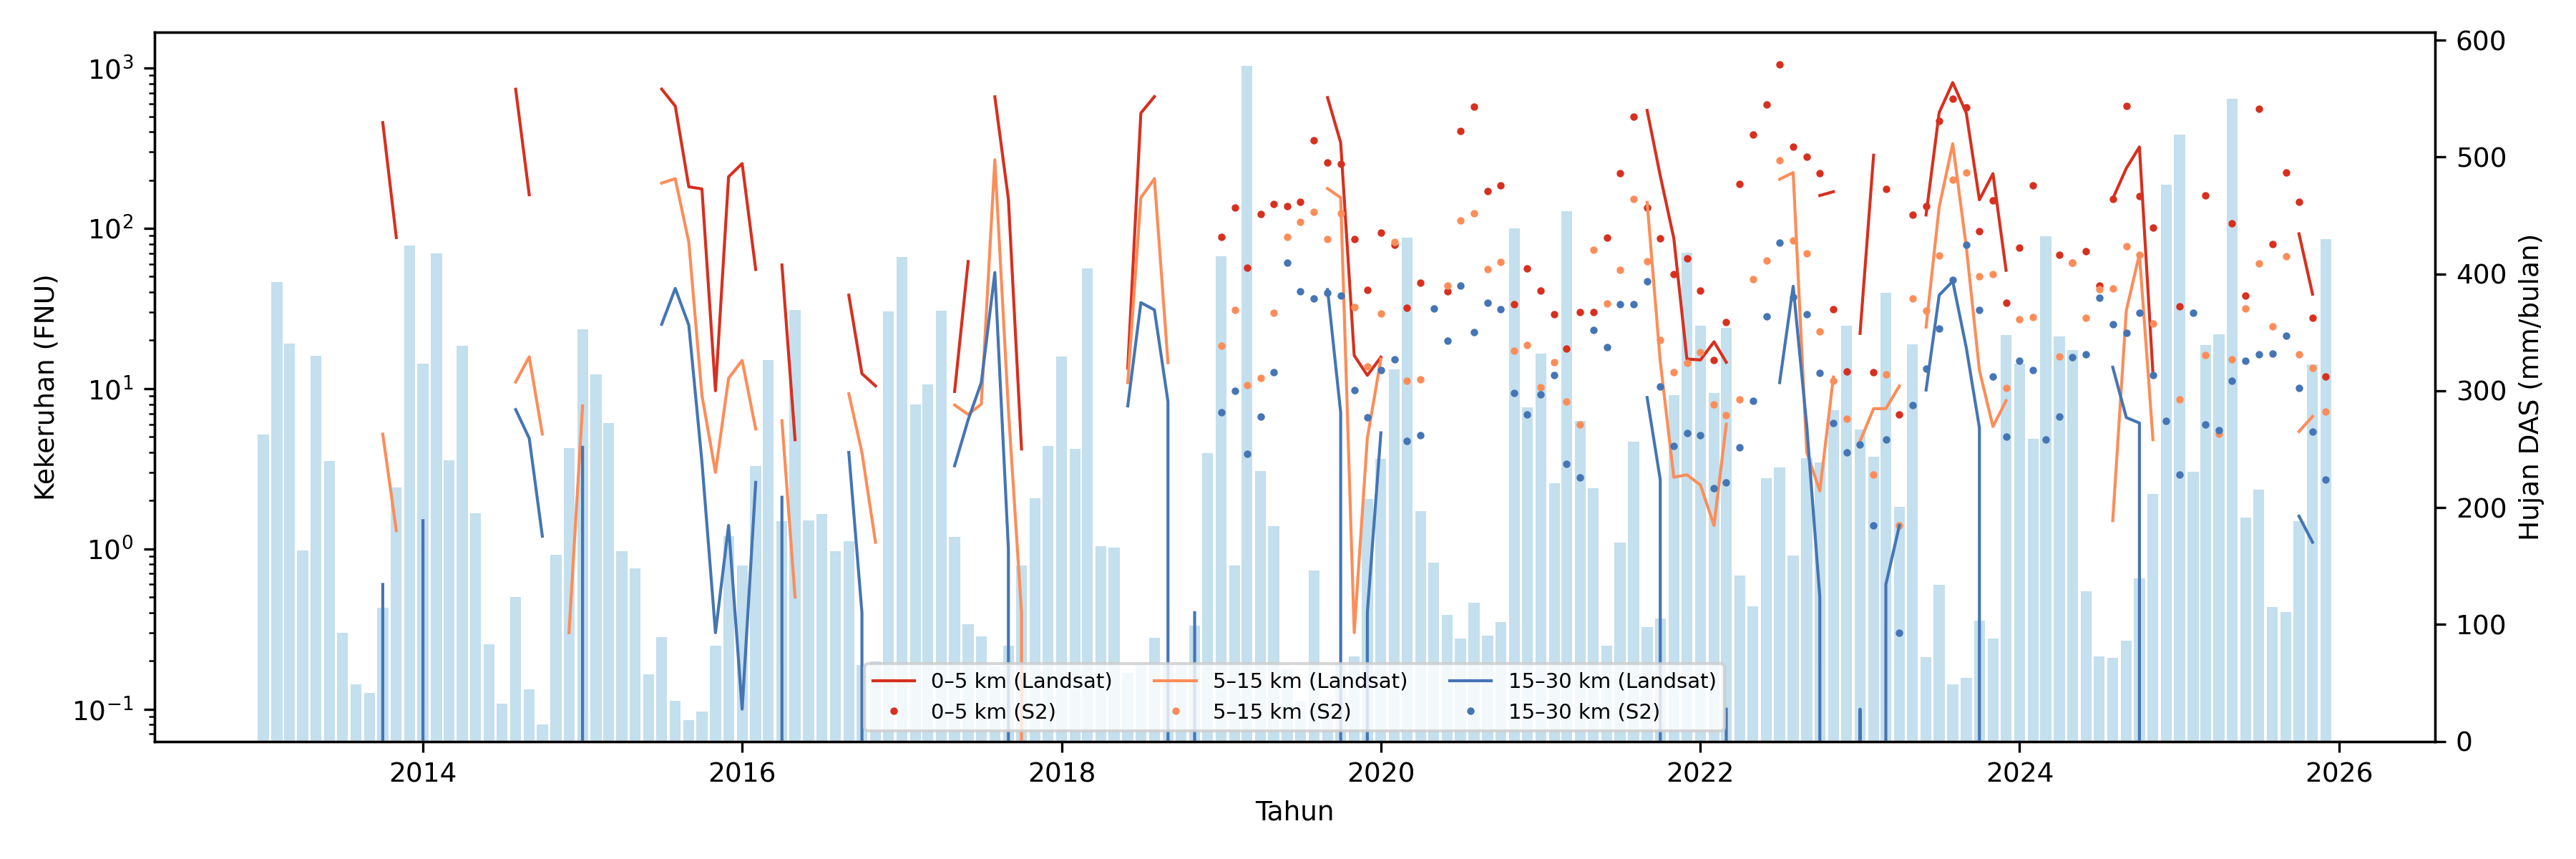 10³
10²
10¹
10⁰
10⁻¹
Kekeruhan (FNU)
600
500
400
300
200
100
0
Hujan DAS (mm/bulan)
0–5 km (Landsat)
0–5 km (S2)
5–15 km (Landsat)
5–15 km (S2)
15–30 km (Landsat)
15–30 km (S2)
2014 2016 2018 2020 2022 2024 2026
Tahun